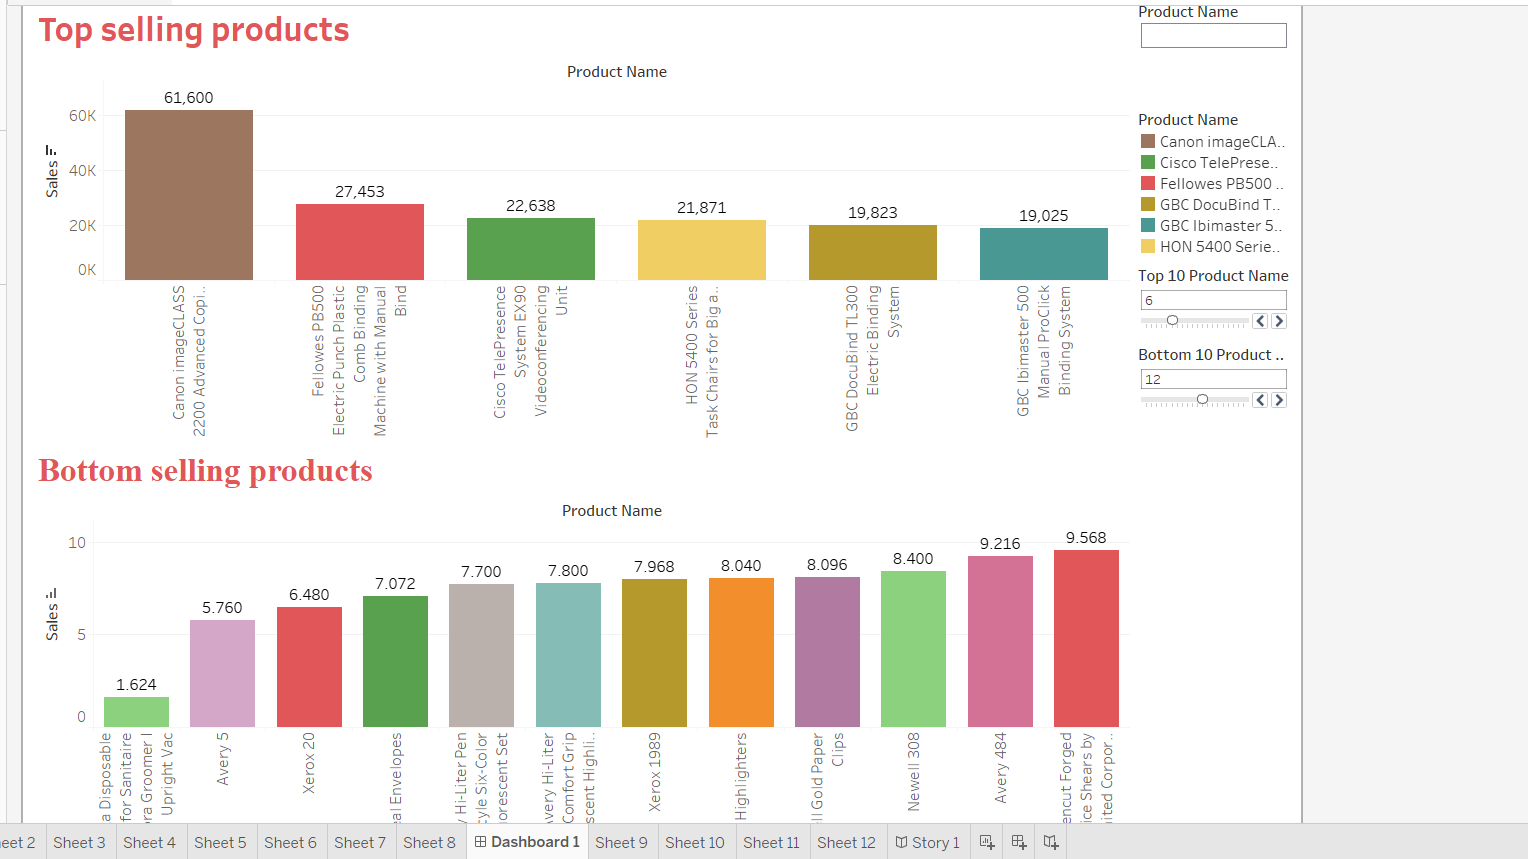 Top selling products
Product Name
Product Name
61,600
27,453
22,638
21,871
19,823
19,025
60K
40K
20K
0K
Sales
Canon imageCLASS
2200 Advanced Copi..
Fellowes PB500
Electric Punch Plastic
Comb Binding
Machine with Manual
Bind
Cisco TelePresence
System EX90
Videoconferencing
Unit
HON 5400 Series
Task Chairs for Big a..
GBC DocuBind TL300
Electric Binding
System
GBC Ibimaster 500
Manual ProClick
Binding System
Product Name
Canon imageCLA..
Cisco TelePrese..
Fellowes PB500 ..
GBC DocuBind T..
GBC Ibimaster 5..
HON 5400 Serie..
Top 10 Product Name
6
Bottom 10 Product ..
12
Bottom selling products
Product Name
10
5
0
Sales
1.624
5.760
6.480
7.072
7.700
7.800
7.968
8.040
8.096
8.400
9.216
9.568
a Disposable
for Sanitaire
ora Groomer I
Upright Vac
Avery 5
Xerox 20
al Envelopes
Hi-Liter Pen
yle Six-Color
orescent Set
very Hi-Liter
Comfort Grip
scent Highli..
Xerox 1989
Highlighters
ll Gold Paper
Clips
Newell 308
Avery 484
encut Forged
ice Shears by
ited Corpor..
eet 2
Sheet 3
Sheet 4
Sheet 5
Sheet 6
Sheet 7
Sheet 8
Dashboard 1
Sheet 9
Sheet 10
Sheet 11
Sheet 12
Story 1